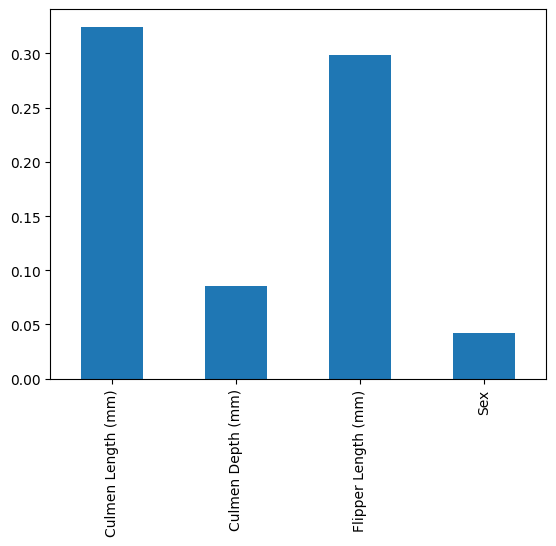 0.30
0.25
0.20
0.15
0.10
0.05
0.00
Culmen Length (mm)
Culmen Depth (mm)
Flipper Length (mm)
Sex